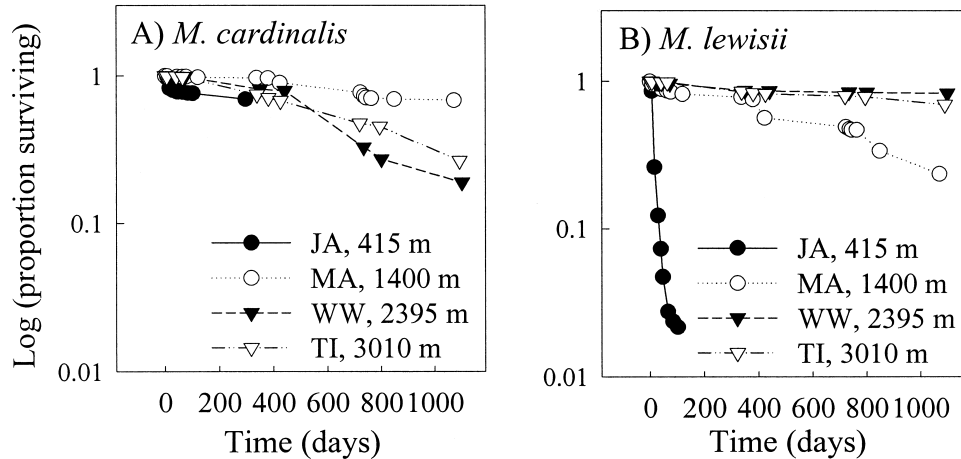 A) M. cardinalis
B) M. lewisii
Log (proportion surviving)
1
0.1
0.01
JA, 415 m
MA, 1400 m
WW, 2395 m
TI, 3010 m
0 200 400 600 800 1000
Time (days)
1
0.1
0.01
JA, 415 m
MA, 1400 m
WW, 2395 m
TI, 3010 m
0 200 400 600 800 1000
Time (days)